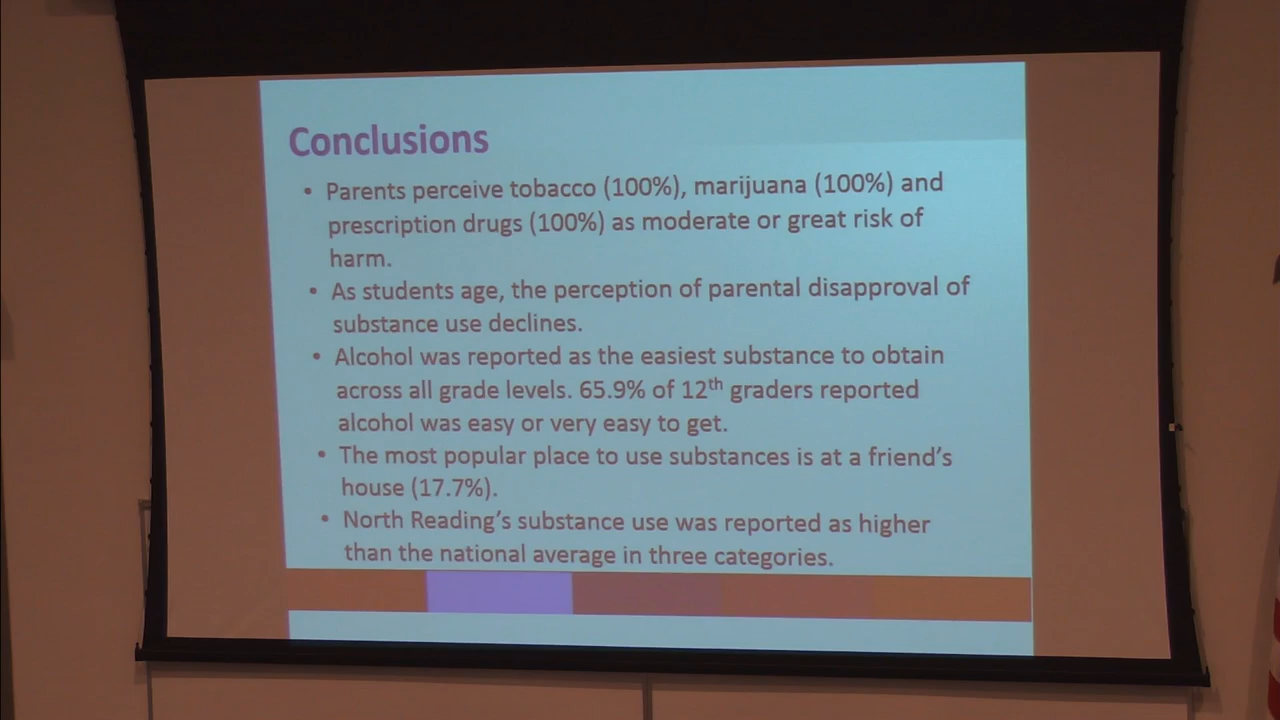 Conclusions
• Parents perceive tobacco (100%), marijuana (100%) and
prescription drugs (100%) as moderate or great risk of
harm.
• As students age, the perception of parental disapproval of
substance use declines.
• Alcohol was reported as the easiest substance to obtain
across all grade levels. 65.9% of 12th graders reported
alcohol was easy or very easy to get.
• The most popular place to use substances is at a friend's
house (17.7%).
• North Reading's substance use was reported as higher
than the national average in three categories.